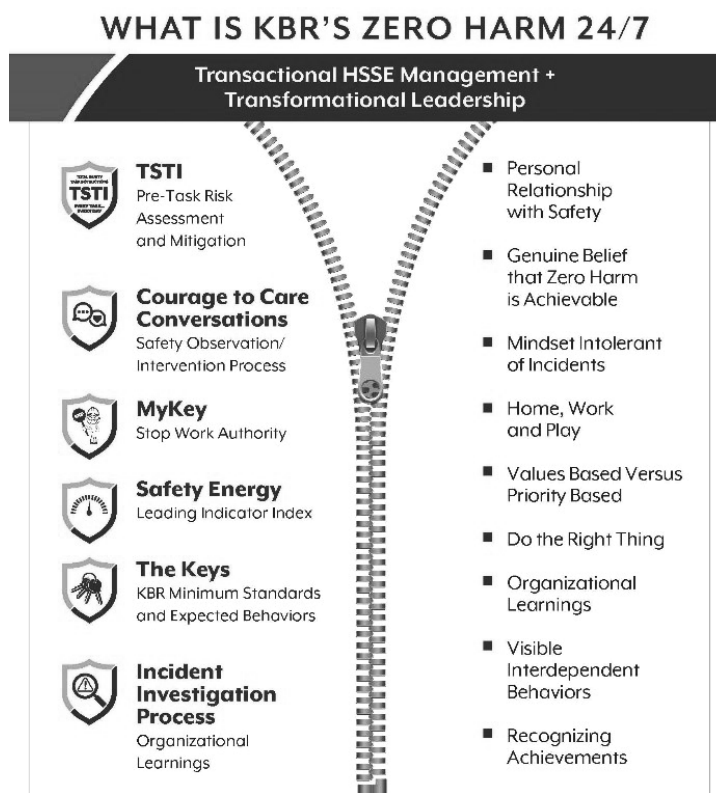 WHAT IS KBR'S ZERO HARM 24/7
Transactional HSSE Management +
Transformational Leadership
TSTI
TSTI
Pre-Task Risk
Assessment
and Mitigation
Courage to Care
Conversations
Safety Observation/
Intervention Process
MyKey
Stop Work Authority
Safety Energy
Leading Indicator Index
The Keys
KBR Minimum Standards
and Expected Behaviors
Incident
Investigation
Process
Organizational
Learnings
Personal
Relationship
with Safety
Genuine Belief
that Zero Harm
is Achievable
Mindset Intolerant
of Incidents
Home, Work
and Play
Values Based Versus
Priority Based
Do the Right Thing
Organizational
Learnings
Visible
Interdependent
Behaviors
Recognizing
Achievements